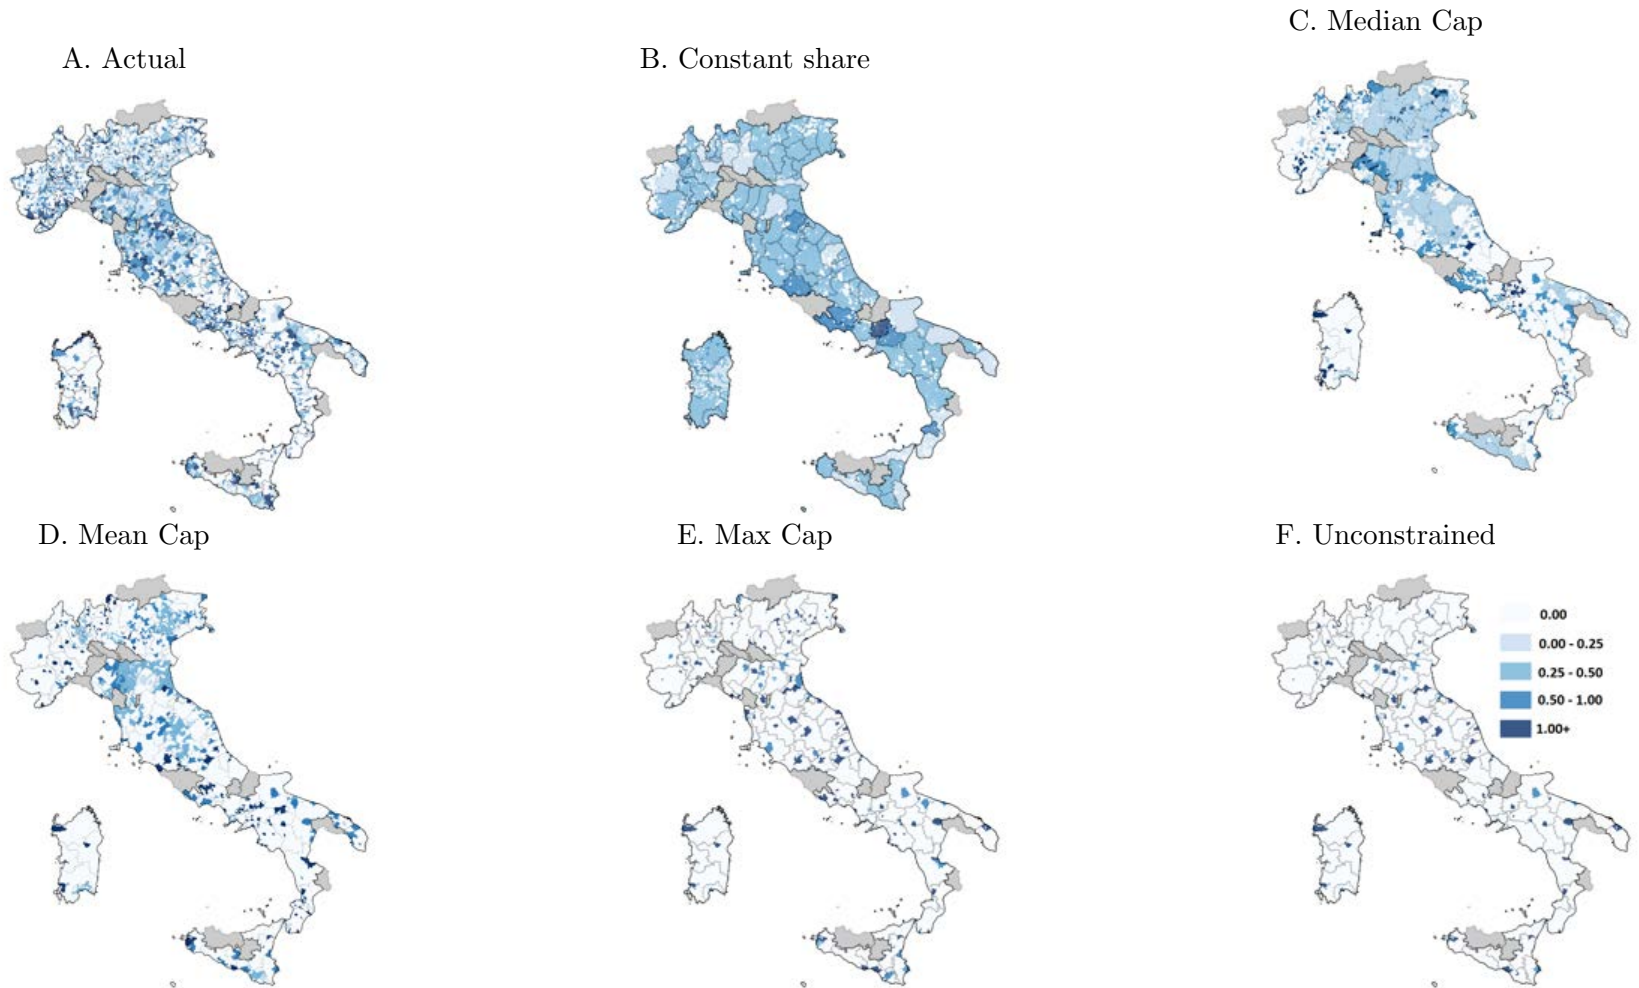 C. Median Cap
A. Actual
B. Constant share
D. Mean Cap
E. Max Cap
F. Unconstrained
0.00
0.00 - 0.25
0.25 - 0.50
0.50 - 1.00
1.00+